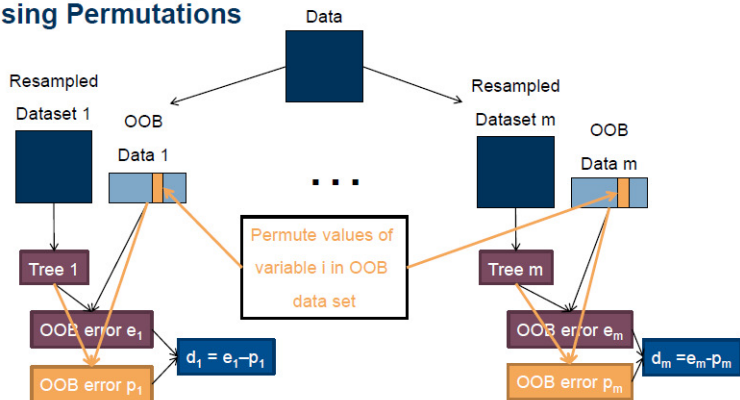 sing Permutations
Data
Resampled
Dataset 1
OOB
Data 1
Resampled
Dataset m
OOB
Data m
. . .
Permute values of
variable i in OOB
data set
Tree 1
Tree m
OOB error e₁
d₁ = e₁–p₁
OOB error p₁
OOB error eₘ
dₘ =eₘ-pₘ
OOB error pₘ